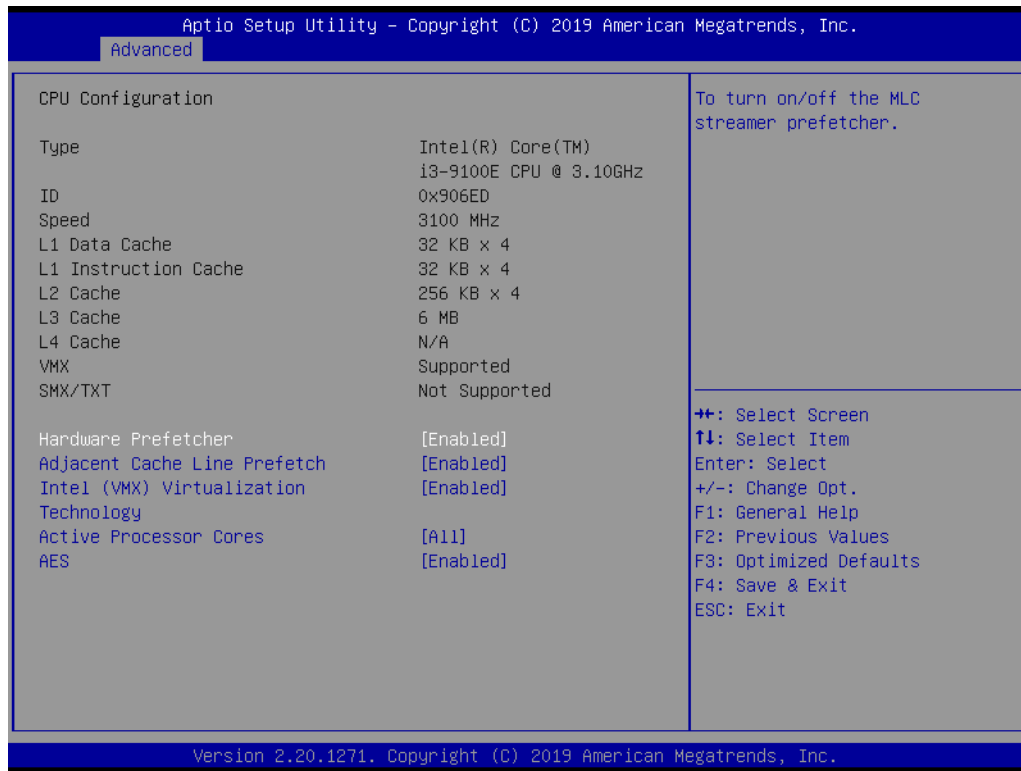 Aptio Setup Utility – Copyright (C) 2019 American Megatrends, Inc.
Advanced
CPU Configuration
Type Intel(R) Core(TM)
i3-9100E CPU @ 3.10GHz
ID 0x906ED
Speed 3100 MHz
L1 Data Cache 32 KB x 4
L1 Instruction Cache 32 KB x 4
L2 Cache 256 KB x 4
L3 Cache 6 MB
L4 Cache N/A
VMX Supported
SMX/TXT Not Supported
Hardware Prefetcher [Enabled]
Adjacent Cache Line Prefetch [Enabled]
Intel (VMX) Virtualization [Enabled]
Technology
Active Processor Cores [All]
AES [Enabled]
To turn on/off the MLC
streamer prefetcher.
→←: Select Screen
↑↓: Select Item
Enter: Select
+/-: Change Opt.
F1: General Help
F2: Previous Values
F3: Optimized Defaults
F4: Save & Exit
ESC: Exit
Version 2.20.1271. Copyright (C) 2019 American Megatrends, Inc.